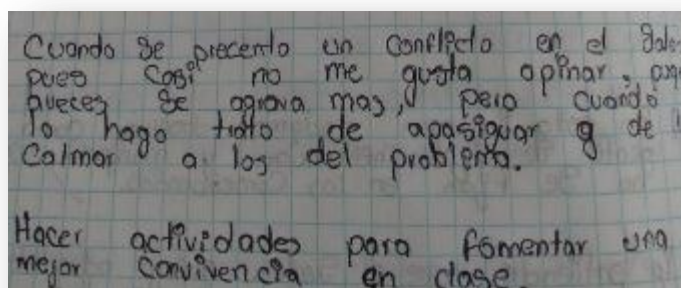 Cuando se precento un conflicto en el
pues casi no me gusta opinar,
aveces se agrava mas, pero cuando
lo hago trato de apasiguar y de
calmar a los del problema.
Hacer actividades para fomentar una
mejor convivencia en clase.